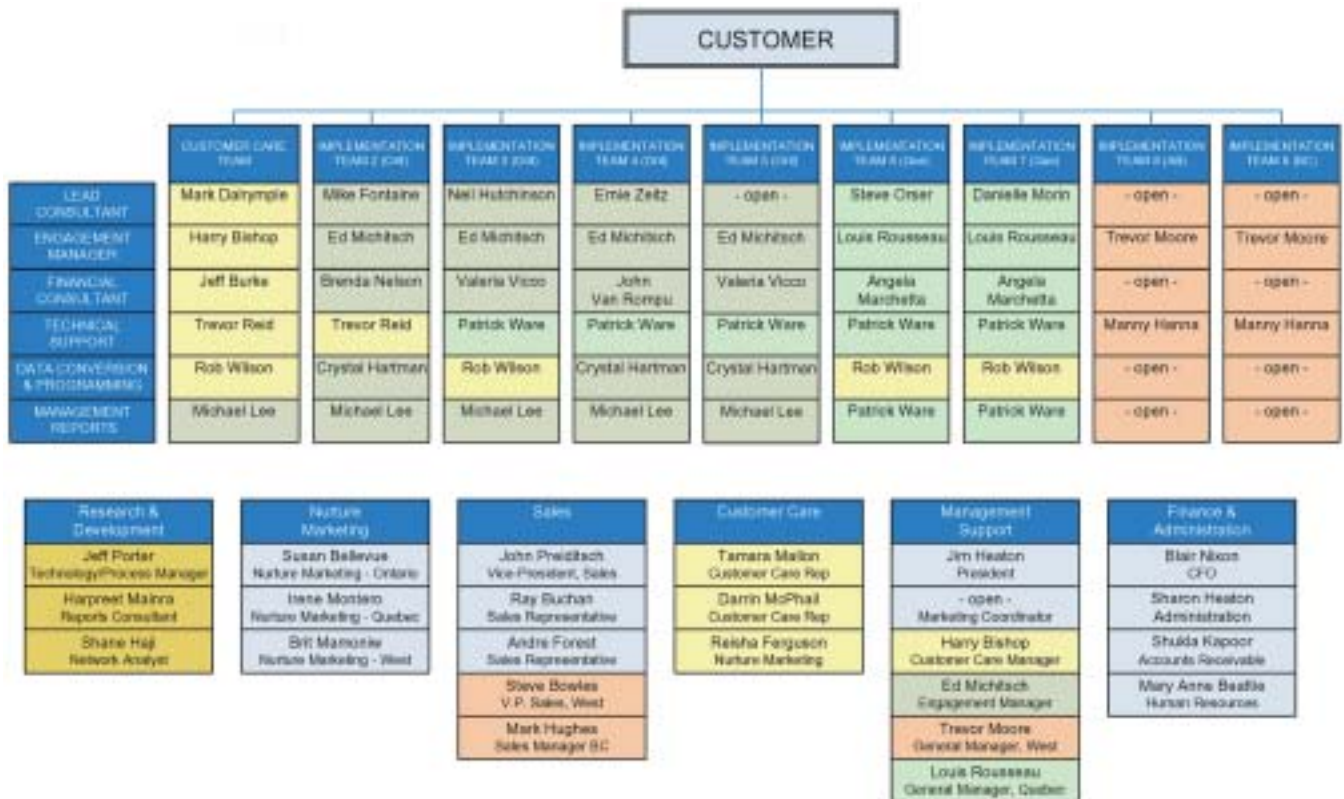 CUSTOMER
CUSTOMER CARE
TEAM
IMPLEMENTATION
TEAM 2
IMPLEMENTATION
TEAM 3
IMPLEMENTATION
TEAM 4
IMPLEMENTATION
TEAM 5
IMPLEMENTATION
TEAM 6
IMPLEMENTATION
TEAM 7
IMPLEMENTATION
TEAM
IMPLEMENTATION
TEAM
LEAD
CONSULTANT
Mark Dalrymple
Mike Fontaine
Neil Hutchinson
Ernie Zeitz
- open -
Steve Orser
Danielle Morin
- open -
- open -
ENGAGEMENT
MANAGER
Harry Bishop
Ed Michitsch
Ed Michitsch
Ed Michitsch
Ed Michitsch
Louis Rousseau
Louis Rousseau
Trevor Moore
Trevor Moore
FINANCIAL
CONSULTANT
Jeff Burke
Brenda Nelson
Valeria Vicco
John
Van Rompu
Valeria Vicco
Angela
Marchetta
Angela
Marchetta
- open -
- open -
TECHNICAL
SUPPORT
Trevor Reid
Trevor Reid
Patrick Ware
Patrick Ware
Patrick Ware
Patrick Ware
Patrick Ware
Manny Hanna
Manny Hanna
DATA CONVERSION
& PROGRAMMING
Rob Wilson
Crystal Hartman
Rob Wilson
Crystal Hartman
Crystal Hartman
Rob Wilson
Rob Wilson
- open -
- open -
MANAGEMENT
REPORTS
Michael Lee
Michael Lee
Michael Lee
Michael Lee
Michael Lee
Patrick Ware
Patrick Ware
- open -
- open -
Research &
Development
Jeff Porter
Technology/Process Manager
Harpreet Mainra
Reports Consultant
Shane Haji
Network Analyst
Nurture
Marketing
Susan Bellevue
Nurture Marketing - Ontario
Irene Montero
Nurture Marketing - Quebec
Brit Mamoniw
Nurture Marketing - West
Sales
John Preiditsch
Vice-President, Sales
Ray Buchan
Sales Representative
Andre Forest
Sales Representative
Steve Bowles
V.P. Sales, West
Mark Hughes
Sales Manager BC
Customer Care
Tamara Mallon
Customer Care Rep
Darrin McPhail
Customer Care Rep
Reisha Ferguson
Nurture Marketing
Management
Support
Jim Heaton
President
- open -
Marketing Coordinator
Harry Bishop
Customer Care Manager
Ed Michitsch
Engagement Manager
Trevor Moore
General Manager, West
Louis Rousseau
General Manager, Quebec
Finance &
Administration
Blair Nixon
CFO
Sharon Heaton
Administration
Shukla Kapoor
Accounts Receivable
Mary Anne Beattie
Human Resources